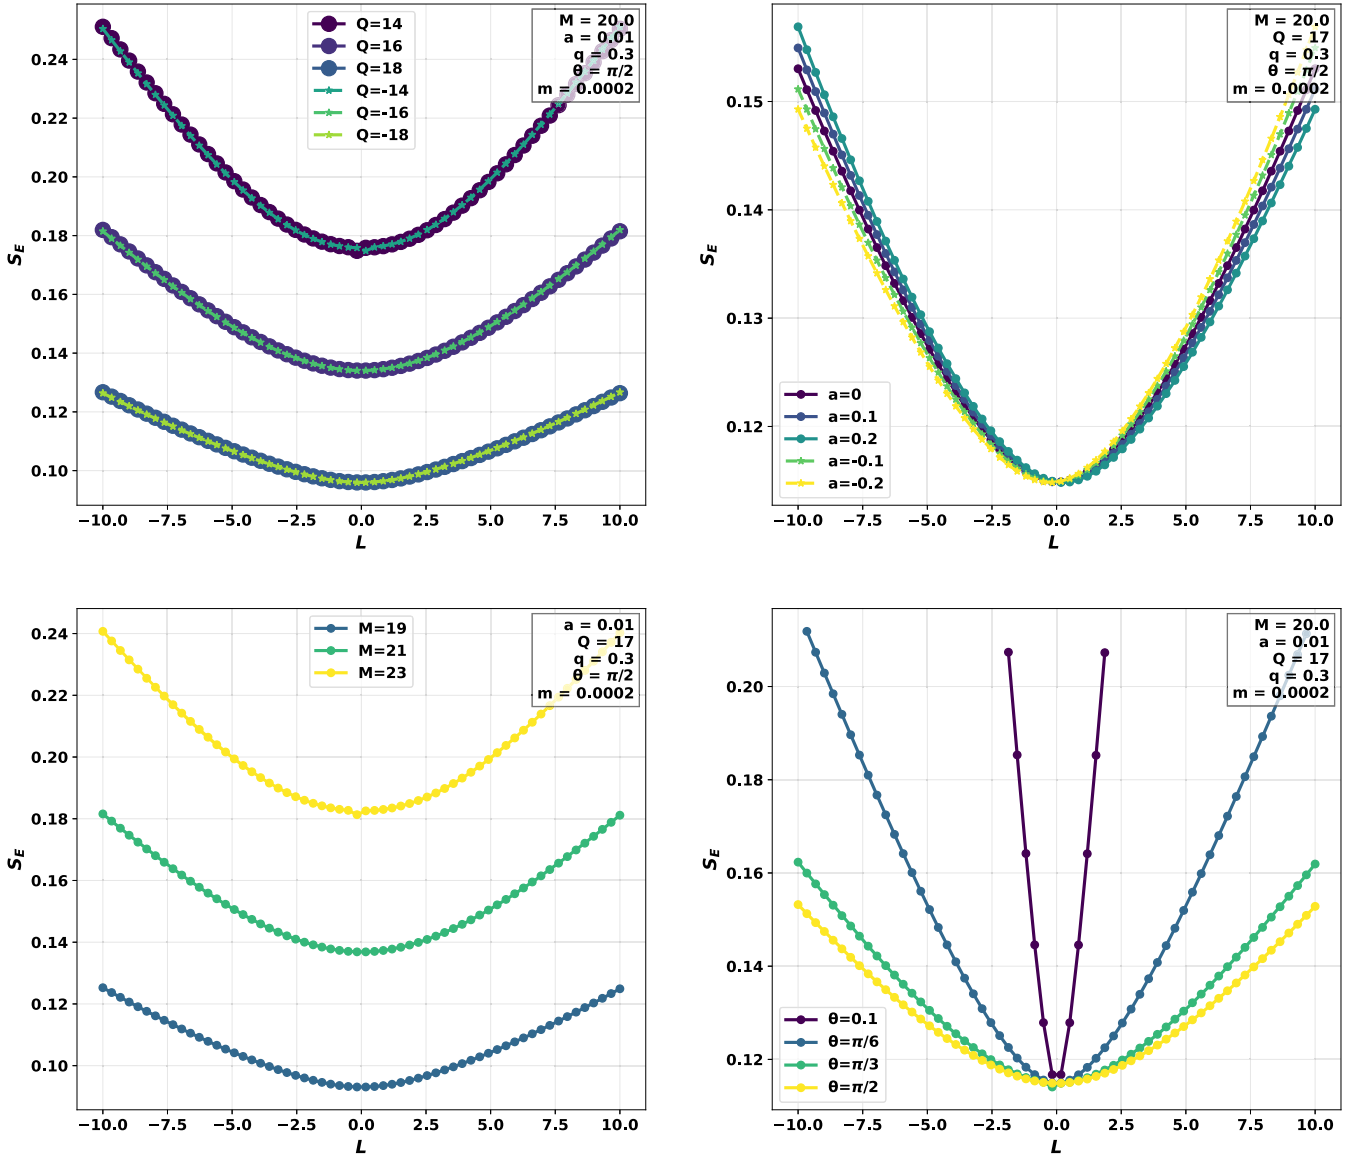 0.24
0.22
0.20
0.18
0.16
0.14
0.12
0.10
S_E
−10.0 −7.5 −5.0 −2.5 0.0 2.5 5.0 7.5 10.0
L
Q=14
Q=16
Q=18
Q=-14
Q=-16
Q=-18
M = 20.0
a = 0.01
q = 0.3
θ = π/2
m = 0.0002
0.15
0.14
0.13
0.12
S_E
−10.0 −7.5 −5.0 −2.5 0.0 2.5 5.0 7.5 10.0
L
M = 20.0
Q = 17
q = 0.3
θ = π/2
m = 0.0002
a=0
a=0.1
a=0.2
a=-0.1
a=-0.2
0.24
0.22
0.20
0.18
0.16
0.14
0.12
0.10
S_E
−10.0 −7.5 −5.0 −2.5 0.0 2.5 5.0 7.5 10.0
L
M=19
M=21
M=23
a = 0.01
Q = 17
q = 0.3
θ = π/2
m = 0.0002
0.20
0.18
0.16
0.14
0.12
S_E
−10.0 −7.5 −5.0 −2.5 0.0 2.5 5.0 7.5 10.0
L
M = 20.0
a = 0.01
Q = 17
q = 0.3
m = 0.0002
θ=0.1
θ=π/6
θ=π/3
θ=π/2